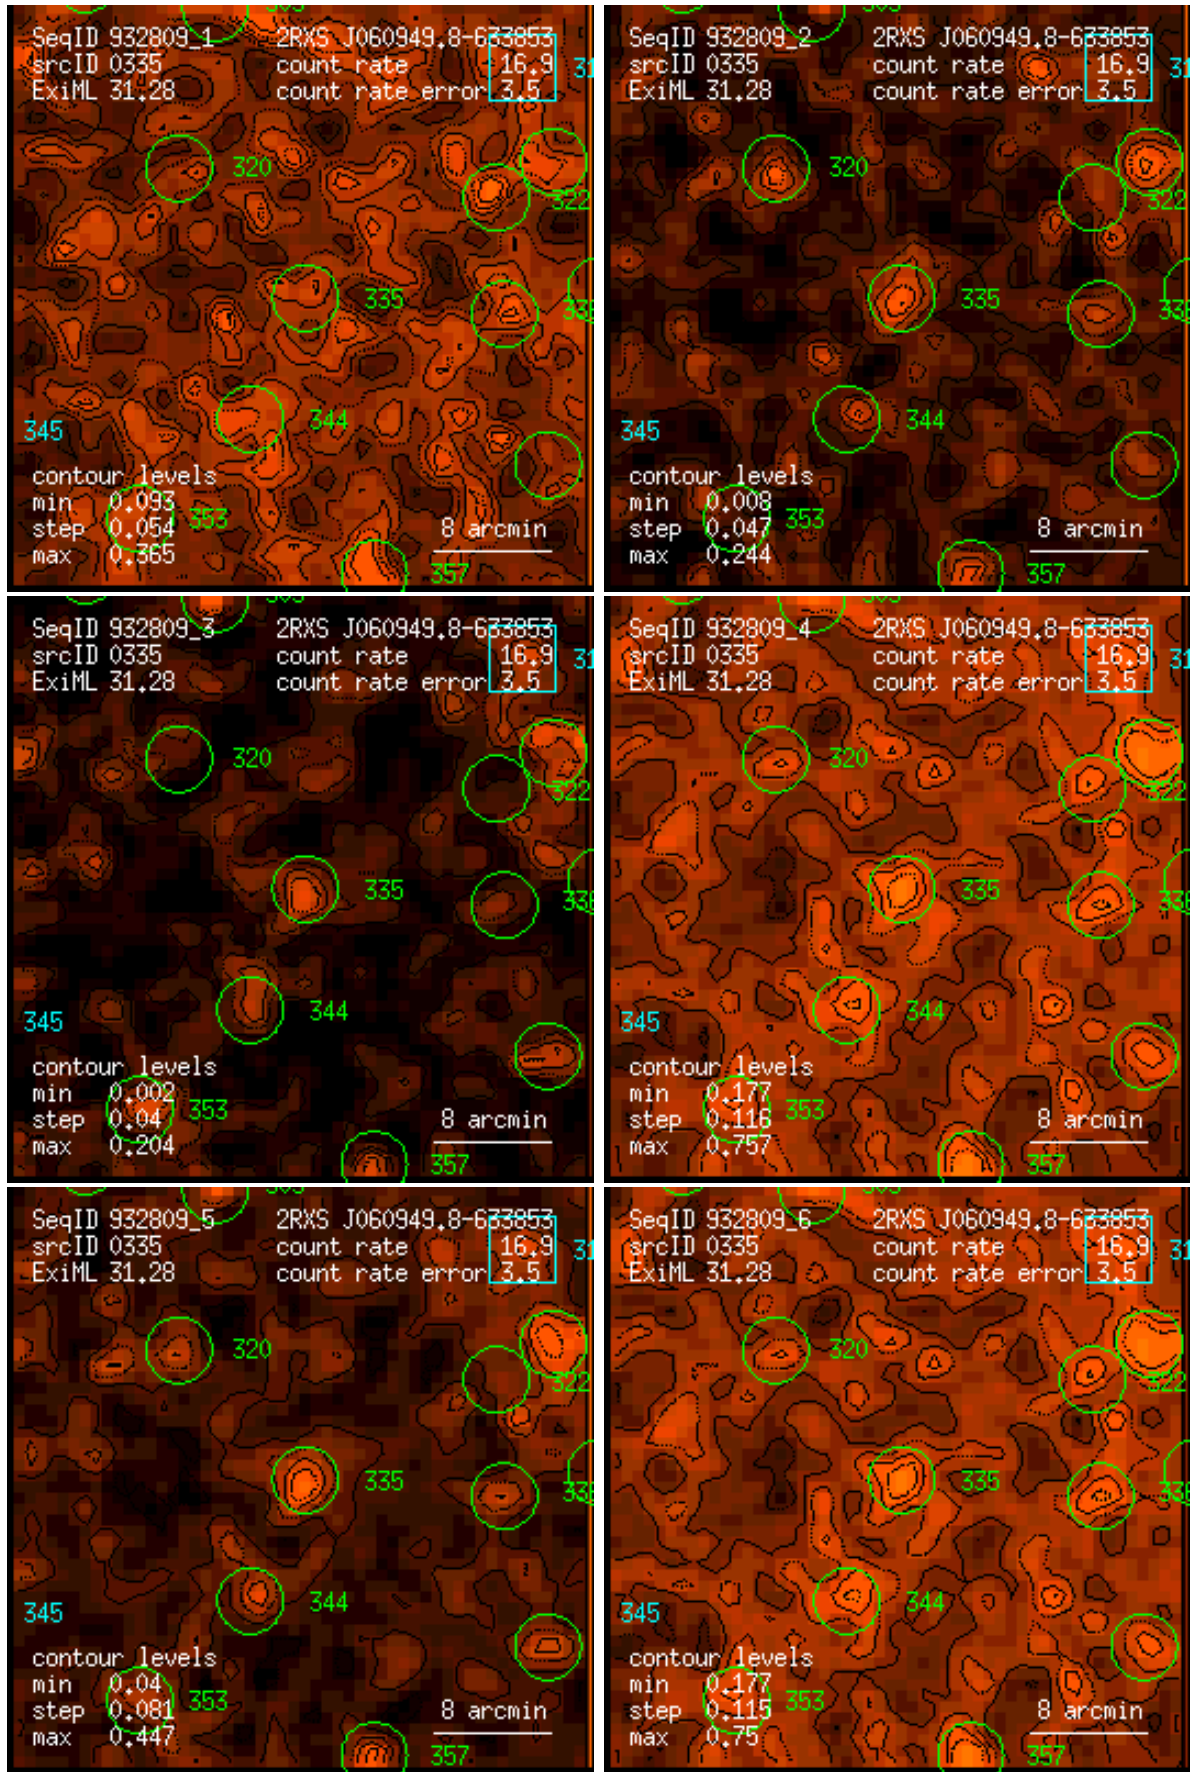 SeqID 932809_1 2RXS J060949.8-633853
srcID 0335 count rate 16.9 31
ExiML 31.28 count rate error 3.5
320
322
335
344
345
contour levels
min 0.093
step 0.054 353 8 arcmin
max 0.365
357
SeqID 932809_2 2RXS J060949.8-633853
srcID 0335 count rate 16.9 31
ExiML 31.28 count rate error 3.5
320
322
335
344
345
contour levels
min 0.008
step 0.047 353 8 arcmin
max 0.244
357
SeqID 932809_3 2RXS J060949.8-633853
srcID 0335 count rate 16.9 31
ExiML 31.28 count rate error 3.5
320
322
335
344
345
contour levels
min 0.002
step 0.04 353 8 arcmin
max 0.204
357
SeqID 932809_4 2RXS J060949.8-633853
srcID 0335 count rate 16.9 31
ExiML 31.28 count rate error 3.5
320
322
335
344
345
contour levels
min 0.177
step 0.116 353 8 arcmin
max 0.757
357
SeqID 932809_5 2RXS J060949.8-633853
srcID 0335 count rate 16.9 31
ExiML 31.28 count rate error 3.5
320
322
335
344
345
contour levels
min 0.04
step 0.081 353 8 arcmin
max 0.447
357
SeqID 932809_6 2RXS J060949.8-633853
srcID 0335 count rate 16.9 31
ExiML 31.28 count rate error 3.5
320
322
335
344
345
contour levels
min 0.177
step 0.115 353 8 arcmin
max 0.75
357